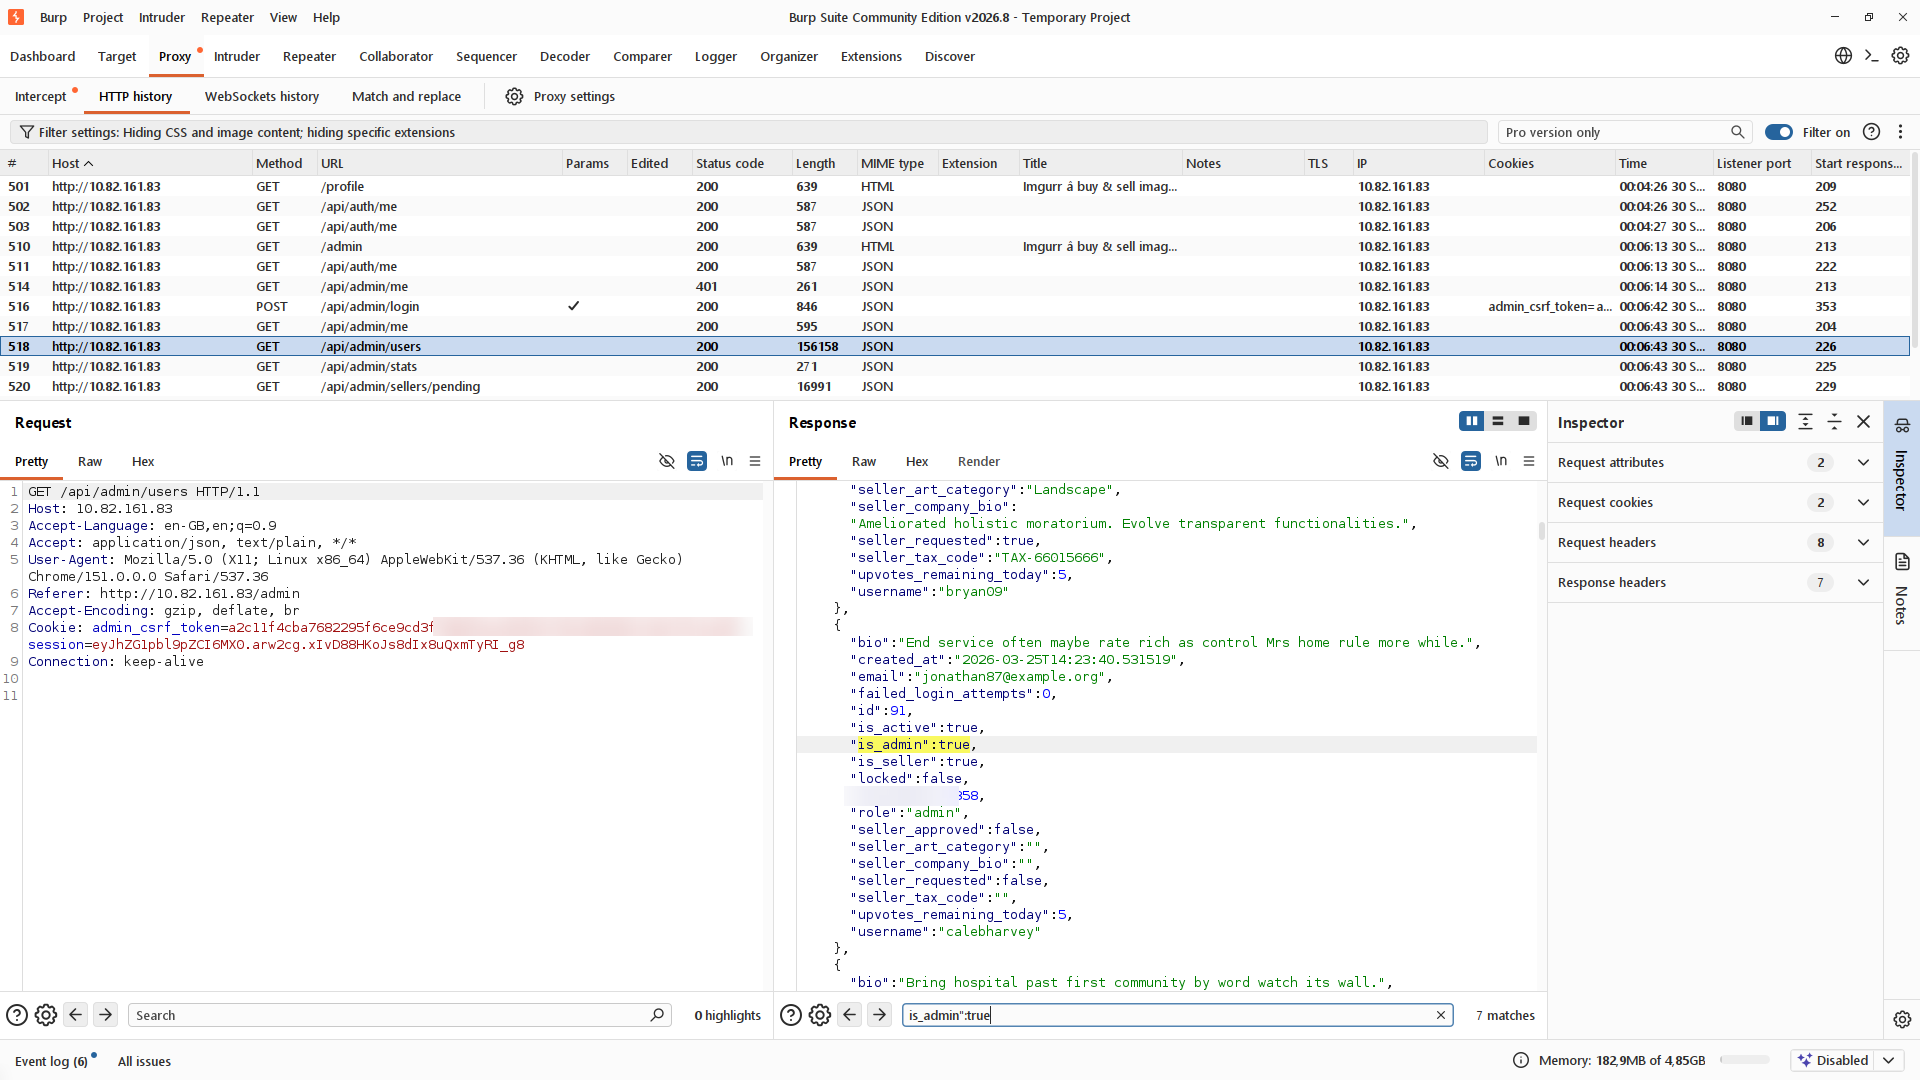 Burp Project Intruder Repeater View Help
Burp Suite Community Edition v2026.8 - Temporary Project
Dashboard Target Proxy Intruder Repeater Collaborator Sequencer Decoder Comparer Logger Organizer Extensions Discover
Intercept HTTP history WebSockets history Match and replace Proxy settings
Filter settings: Hiding CSS and image content; hiding specific extensions
Pro version only
Filter on
# Host Method URL Params Edited Status code Length MIME type Extension Title Notes TLS IP Cookies Time Listener port Start respons...
501 http://10.82.161.83 GET /profile 200 639 HTML Imgurr â buy & sell imag... 10.82.161.83 00:04:26 30 S... 8080 209
502 http://10.82.161.83 GET /api/auth/me 200 587 JSON 10.82.161.83 00:04:26 30 S... 8080 252
503 http://10.82.161.83 GET /api/auth/me 200 587 JSON 10.82.161.83 00:04:27 30 S... 8080 206
510 http://10.82.161.83 GET /admin 200 639 HTML Imgurr â buy & sell imag... 10.82.161.83 00:06:13 30 S... 8080 213
511 http://10.82.161.83 GET /api/auth/me 200 587 JSON 10.82.161.83 00:06:13 30 S... 8080 222
514 http://10.82.161.83 GET /api/admin/me 401 261 JSON 10.82.161.83 00:06:14 30 S... 8080 213
516 http://10.82.161.83 POST /api/admin/login ✓ 200 846 JSON 10.82.161.83 admin_csrf_token=a... 00:06:42 30 S... 8080 353
517 http://10.82.161.83 GET /api/admin/me 200 595 JSON 10.82.161.83 00:06:43 30 S... 8080 204
518 http://10.82.161.83 GET /api/admin/users 200 156158 JSON 10.82.161.83 00:06:43 30 S... 8080 226
519 http://10.82.161.83 GET /api/admin/stats 200 271 JSON 10.82.161.83 00:06:43 30 S... 8080 225
520 http://10.82.161.83 GET /api/admin/sellers/pending 200 16991 JSON 10.82.161.83 00:06:43 30 S... 8080 229
Request
Pretty Raw Hex
\n
1 GET /api/admin/users HTTP/1.1
2 Host: 10.82.161.83
3 Accept-Language: en-GB,en;q=0.9
4 Accept: application/json, text/plain, */*
5 User-Agent: Mozilla/5.0 (X11; Linux x86_64) AppleWebKit/537.36 (KHTML, like Gecko)
Chrome/151.0.0.0 Safari/537.36
6 Referer: http://10.82.161.83/admin
7 Accept-Encoding: gzip, deflate, br
8 Cookie: admin_csrf_token=a2c11f4cba7682295f6ce9cd3f
session=eyJhZG1pbl9pZCI6MX0.arw2cg.xIvD88HKoJs8dIx8uQxmTyRI_g8
9 Connection: keep-alive
10
11
Search
0 highlights
Response
Pretty Raw Hex Render
\n
"seller_art_category":"Landscape",
"seller_company_bio":
"Ameliorated holistic moratorium. Evolve transparent functionalities.",
"seller_requested":true,
"seller_tax_code":"TAX-66015666",
"upvotes_remaining_today":5,
"username":"bryan09"
},
{
"bio":"End service often maybe rate rich as control Mrs home rule more while.",
"created_at":"2026-03-25T14:23:40.531519",
"email":"jonathan87@example.org",
"failed_login_attempts":0,
"id":91,
"is_active":true,
"is_admin":true,
"is_seller":true,
"locked":false,
358,
"role":"admin",
"seller_approved":false,
"seller_art_category":"",
"seller_company_bio":"",
"seller_requested":false,
"seller_tax_code":"",
"upvotes_remaining_today":5,
"username":"calebharvey"
},
{
"bio":"Bring hospital past first community by word watch its wall.",
is_admin":true
7 matches
Inspector
Request attributes 2
Request cookies 2
Request headers 8
Response headers 7
Inspector
Notes
Event log (6) All issues
Memory: 182,9MB of 4,85GB
Disabled